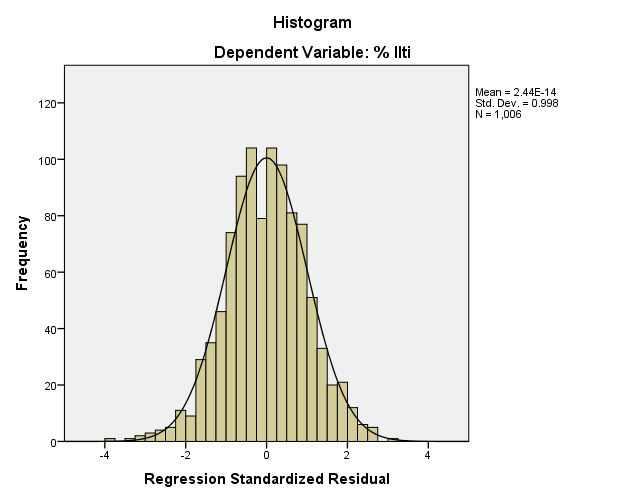 Histogram
Dependent Variable: % llti
Mean = 2.44E-14
Std. Dev. = 0.998
N = 1,006
120
100
80
60
40
20
0
Frequency
-4 -2 0 2 4
Regression Standardized Residual